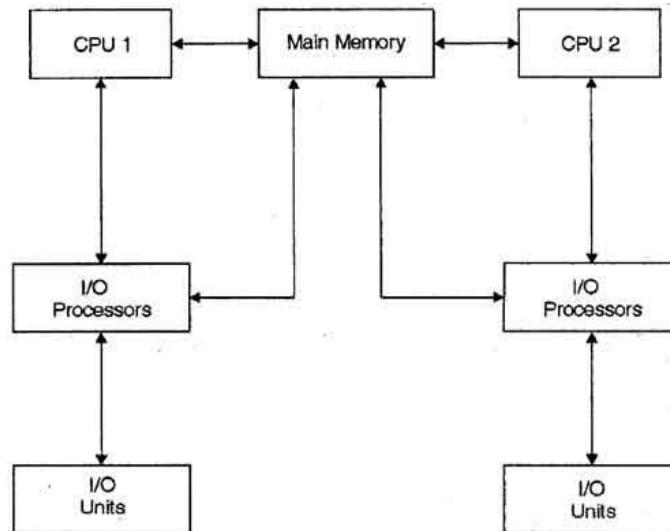 CPU 1
Main Memory
CPU 2
I/O
Processors
I/O
Processors
I/O
Units
I/O
Units